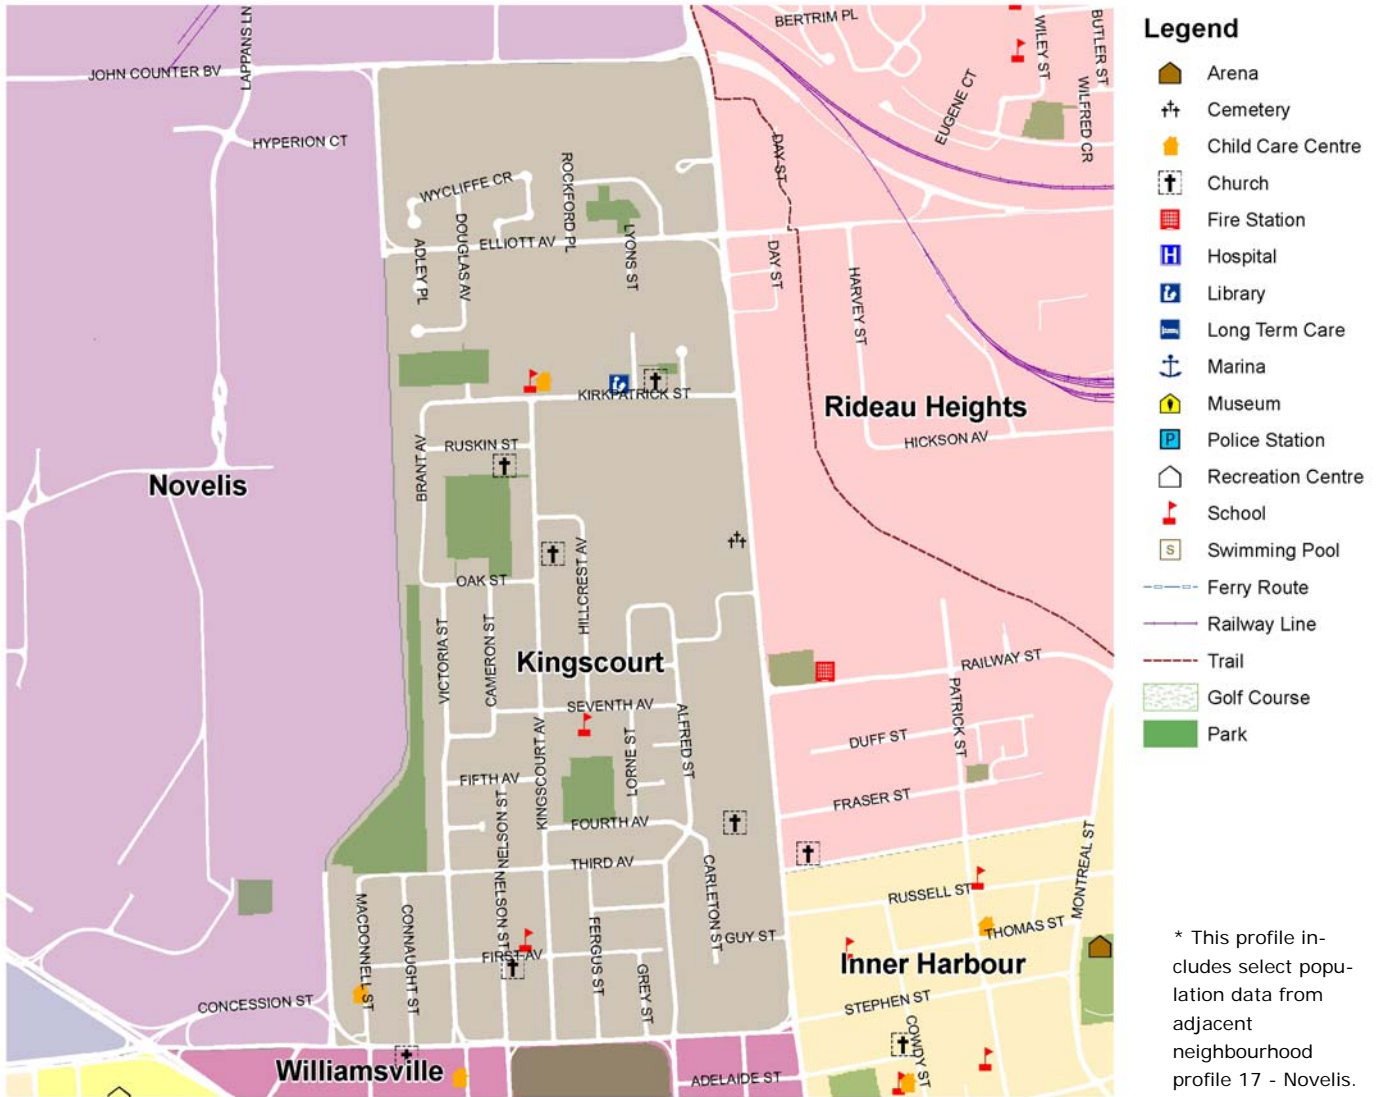 BERTRIM PL
WILEY ST
BUTLER ST
LAPPANS LN
JOHN COUNTER BV
HYPERION CT
EUGENE CT
WILFRED CR
DAY ST
WYCLIFFE CR
ROCKFORD PL
DOUGLAS AV
ELLIOTT AV
LYONS ST
ADLEY PL
DAY ST
HARVEY ST
KIRKPATRICK ST
Rideau Heights
HICKSON AV
BRANT AV
RUSKIN ST
Novelis
HILLCREST AV
OAK ST
VICTORIA ST
CAMERON ST
Kingscourt
RAILWAY ST
PATRICK ST
SEVENTH AV
ALFRED ST
LORNE ST
KINGSCOURT AV
DUFF ST
FIFTH AV
NELSON ST
FRASER ST
FOURTH AV
THIRD AV
MONTREAL ST
CARLETON ST
RUSSELL ST
MACDONNELL ST
CONNAUGHT ST
NELSON ST
FERGUS ST
THOMAS ST
GUY ST
FIRST AV
GREY ST
Inner Harbour
CONCESSION ST
STEPHEN ST
COWDY ST
Williamsville
ADELAIDE ST
Legend
Arena
Cemetery
Child Care Centre
Church
Fire Station
H Hospital
Library
Long Term Care
Marina
Museum
P Police Station
Recreation Centre
School
S Swimming Pool
Ferry Route
Railway Line
Trail
Golf Course
Park
* This profile in-
cludes select popu-
lation data from
adjacent
neighbourhood
profile 17 - Novelis.